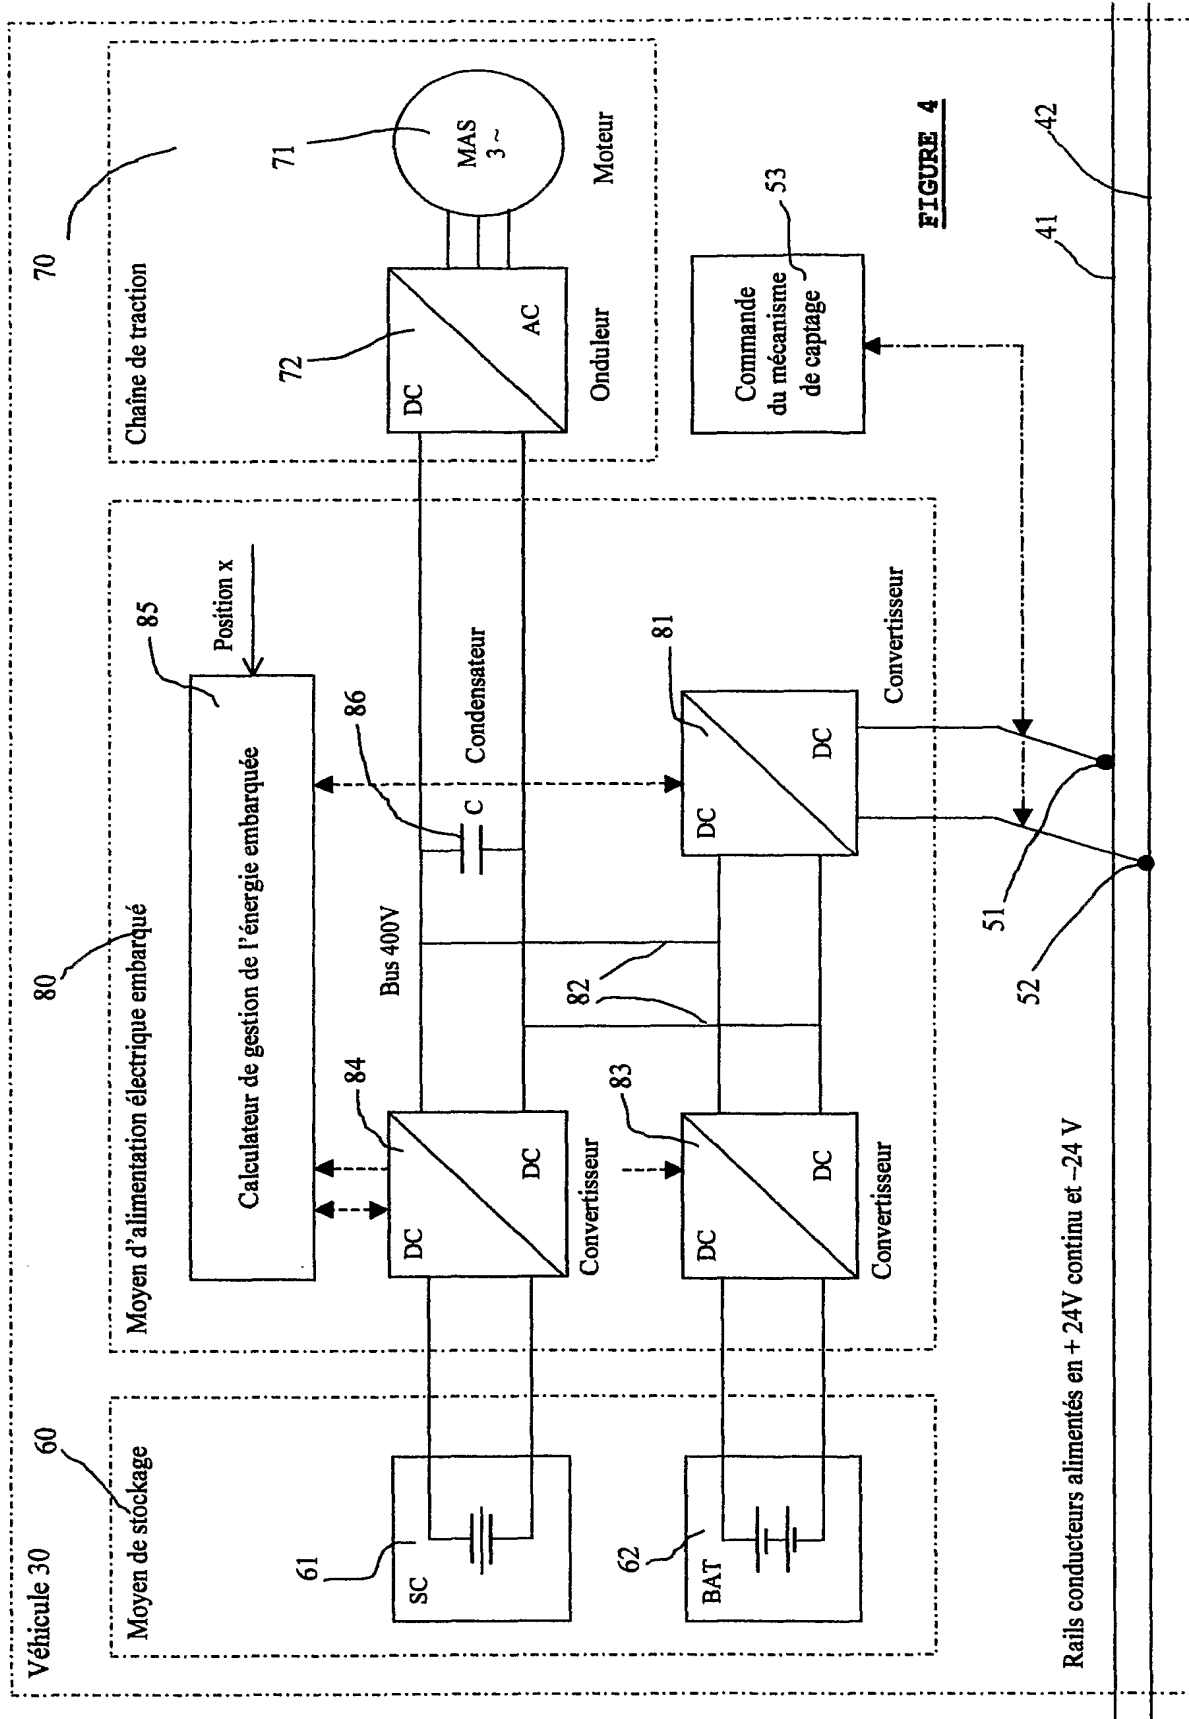 Véhicule 30
60
Moyen de stockage
61
SC
62
BAT
80
Moyen d'alimentation électrique embarqué
85
Calculateur de gestion de l'énergie embarquée
Position x
84
DC
DC
Convertisseur
Bus 400V
86
C
Condensateur
82
83
DC
DC
Convertisseur
81
DC
DC
Convertisseur
70
Chaîne de traction
72
DC
AC
Onduleur
71
MAS
3 ~
Moteur
Commande
du mécanisme
de captage
53
51
52
41
42
Rails conducteurs alimentés en + 24V continu et –24 V
FIGURE 4